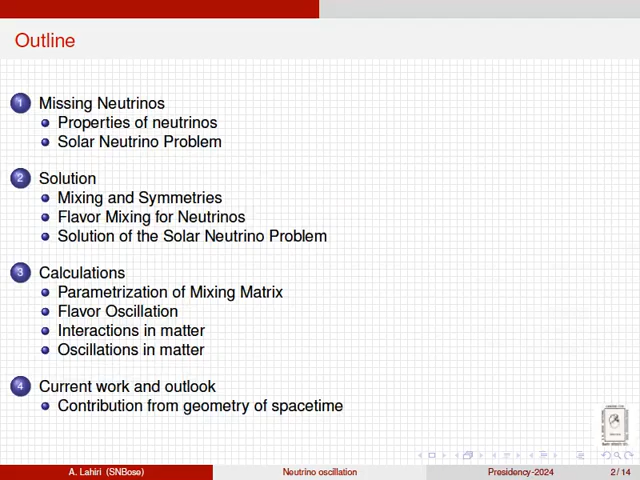 Outline
1 Missing Neutrinos
Properties of neutrinos
Solar Neutrino Problem
2 Solution
Mixing and Symmetries
Flavor Mixing for Neutrinos
Solution of the Solar Neutrino Problem
3 Calculations
Parametrization of Mixing Matrix
Flavor Oscillation
Interactions in matter
Oscillations in matter
4 Current work and outlook
Contribution from geometry of spacetime
A. Lahiri (SNBose) Neutrino oscillation Presidency-2024 2 / 14